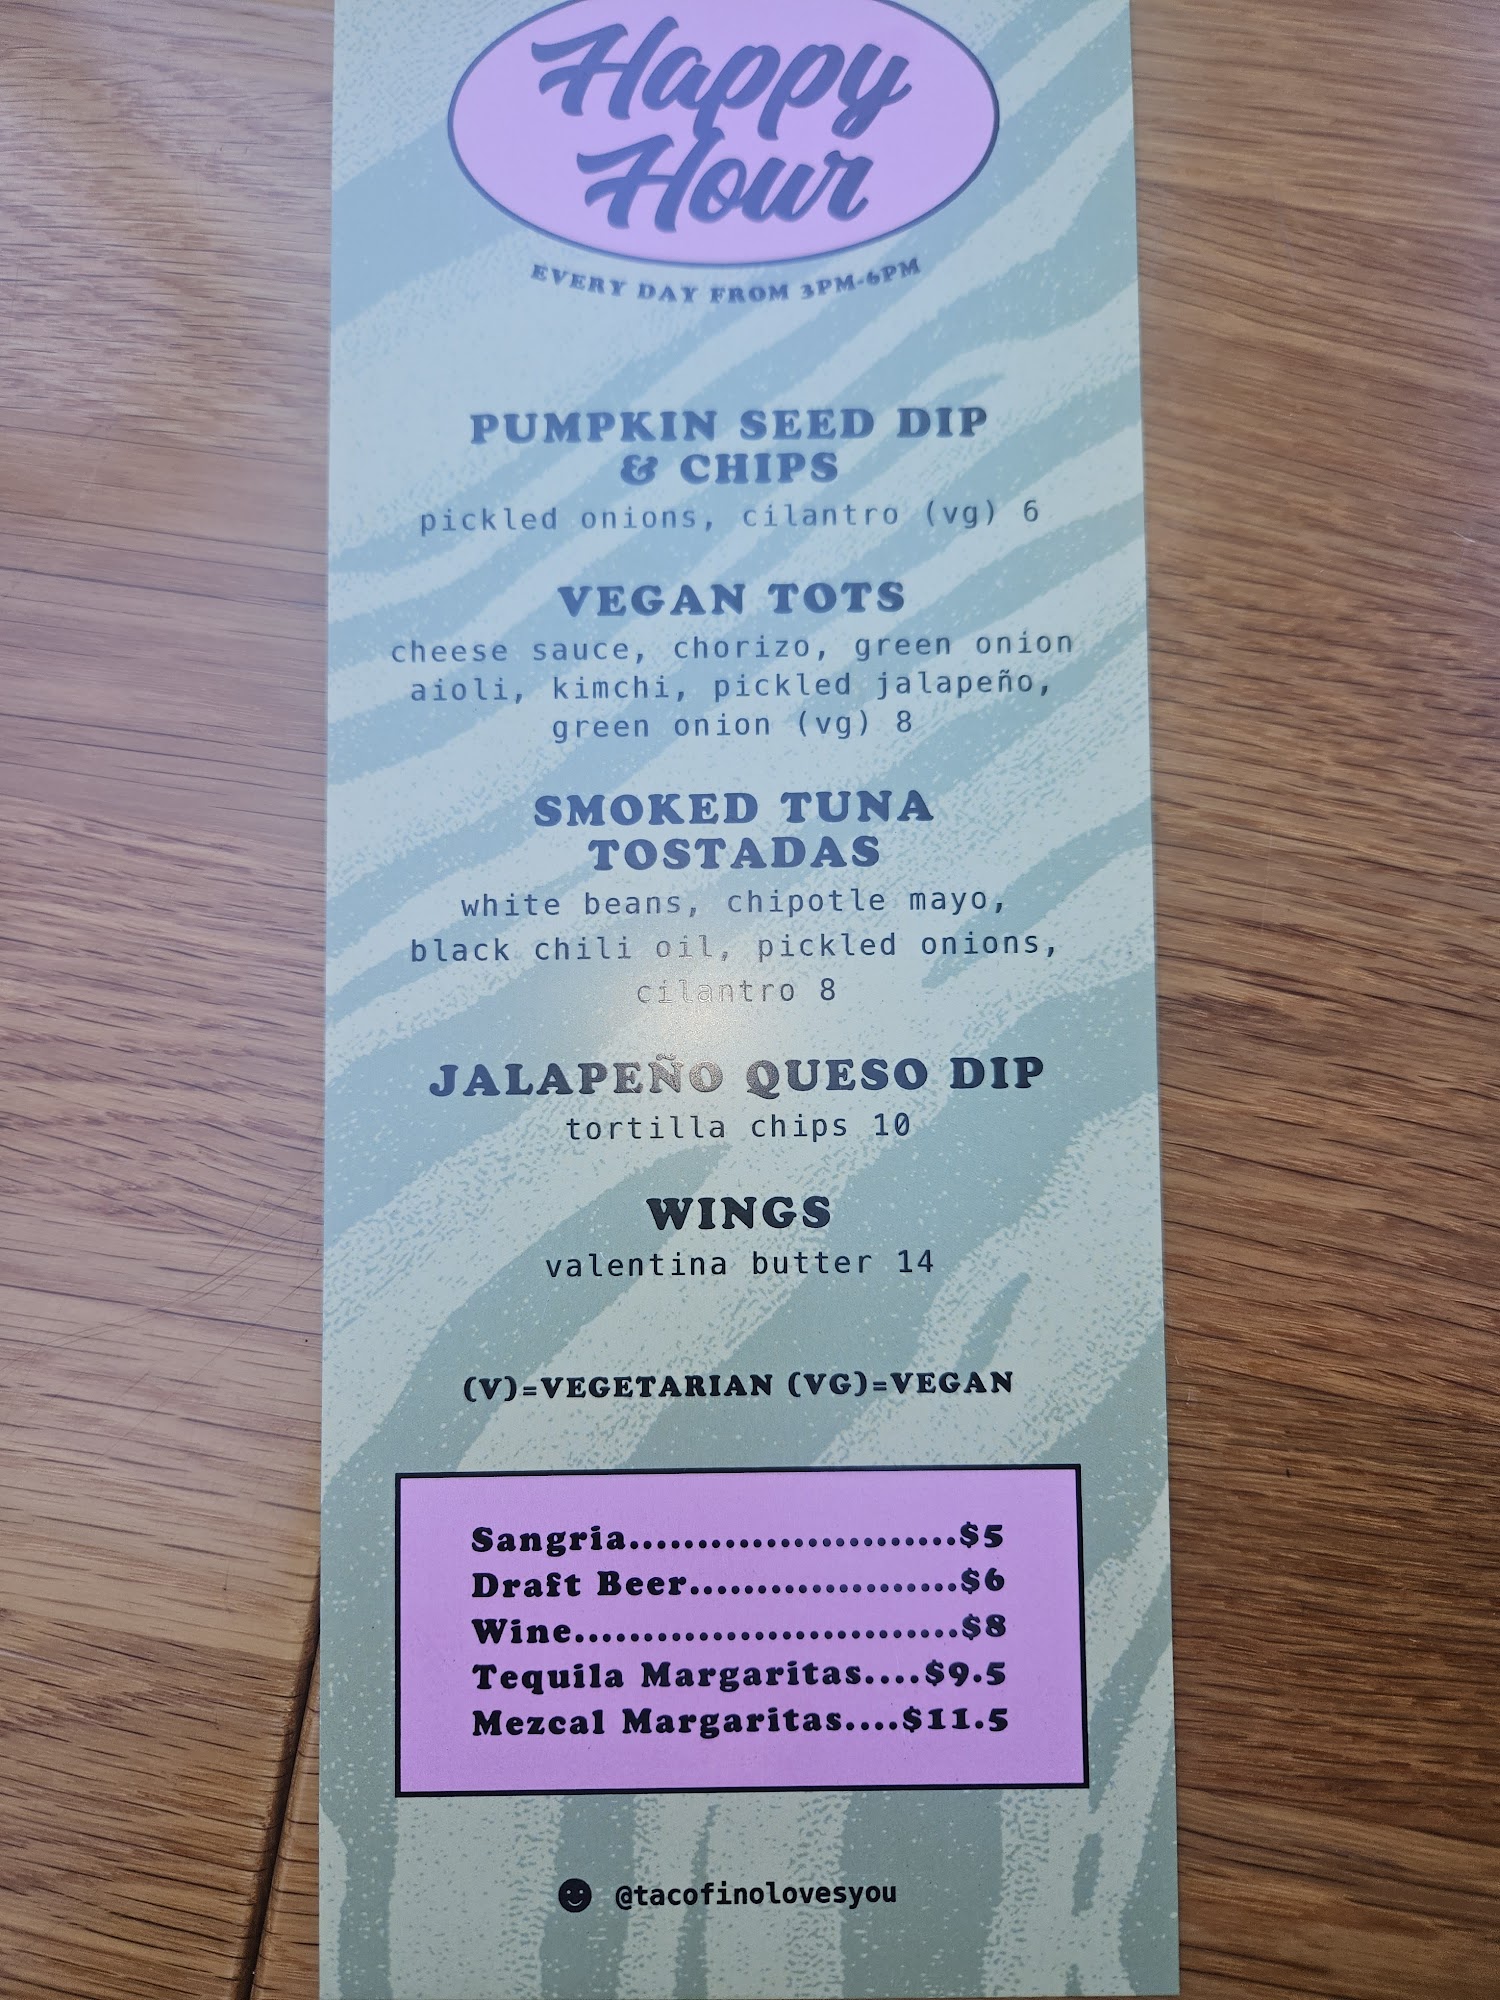 Happy
Hour
EVERY DAY FROM 3PM-6PM
PUMPKIN SEED DIP
& CHIPS
pickled onions, cilantro (vg) 6
VEGAN TOTS
cheese sauce, chorizo, green onion
aioli, kimchi, pickled jalapeño,
green onion (vg) 8
SMOKED TUNA
TOSTADAS
white beans, chipotle mayo,
black chili oil, pickled onions,
cilantro 8
JALAPEÑO QUESO DIP
tortilla chips 10
WINGS
valentina butter 14
(V)=VEGETARIAN (VG)=VEGAN
Sangria........................$5
Draft Beer....................$6
Wine............................$8
Tequila Margaritas....$9.5
Mezcal Margaritas....$11.5
@tacofinolovesyou